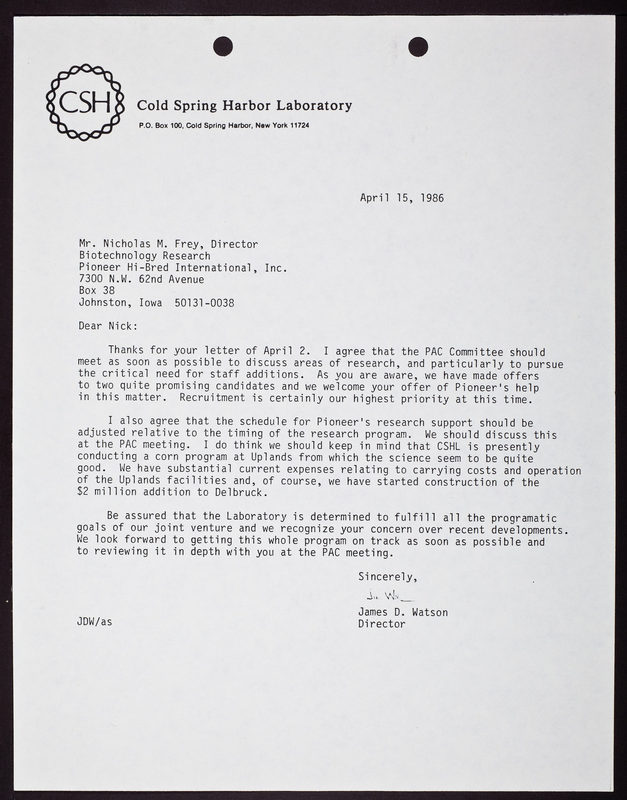 CSH
Cold Spring Harbor Laboratory
P.O. Box 100, Cold Spring Harbor, New York 11724
April 15, 1986
Mr. Nicholas M. Frey, Director
Biotechnology Research
Pioneer Hi-Bred International, Inc.
7300 N.W. 62nd Avenue
Box 38
Johnston, Iowa 50131-0038
Dear Nick:
Thanks for your letter of April 2. I agree that the PAC Committee should
meet as soon as possible to discuss areas of research, and particularly to pursue
the critical need for staff additions. As you are aware, we have made offers
to two quite promising candidates and we welcome your offer of Pioneer's help
in this matter. Recruitment is certainly our highest priority at this time.
I also agree that the schedule for Pioneer's research support should be
adjusted relative to the timing of the research program. We should discuss this
at the PAC meeting. I do think we should keep in mind that CSHL is presently
conducting a corn program at Uplands from which the science seem to be quite
good. We have substantial current expenses relating to carrying costs and operation
of the Uplands facilities and, of course, we have started construction of the
$2 million addition to Delbruck.
Be assured that the Laboratory is determined to fulfill all the programatic
goals of our joint venture and we recognize your concern over recent developments.
We look forward to getting this whole program on track as soon as possible and
to reviewing it in depth with you at the PAC meeting.
Sincerely,
James D. Watson
Director
JDW/as